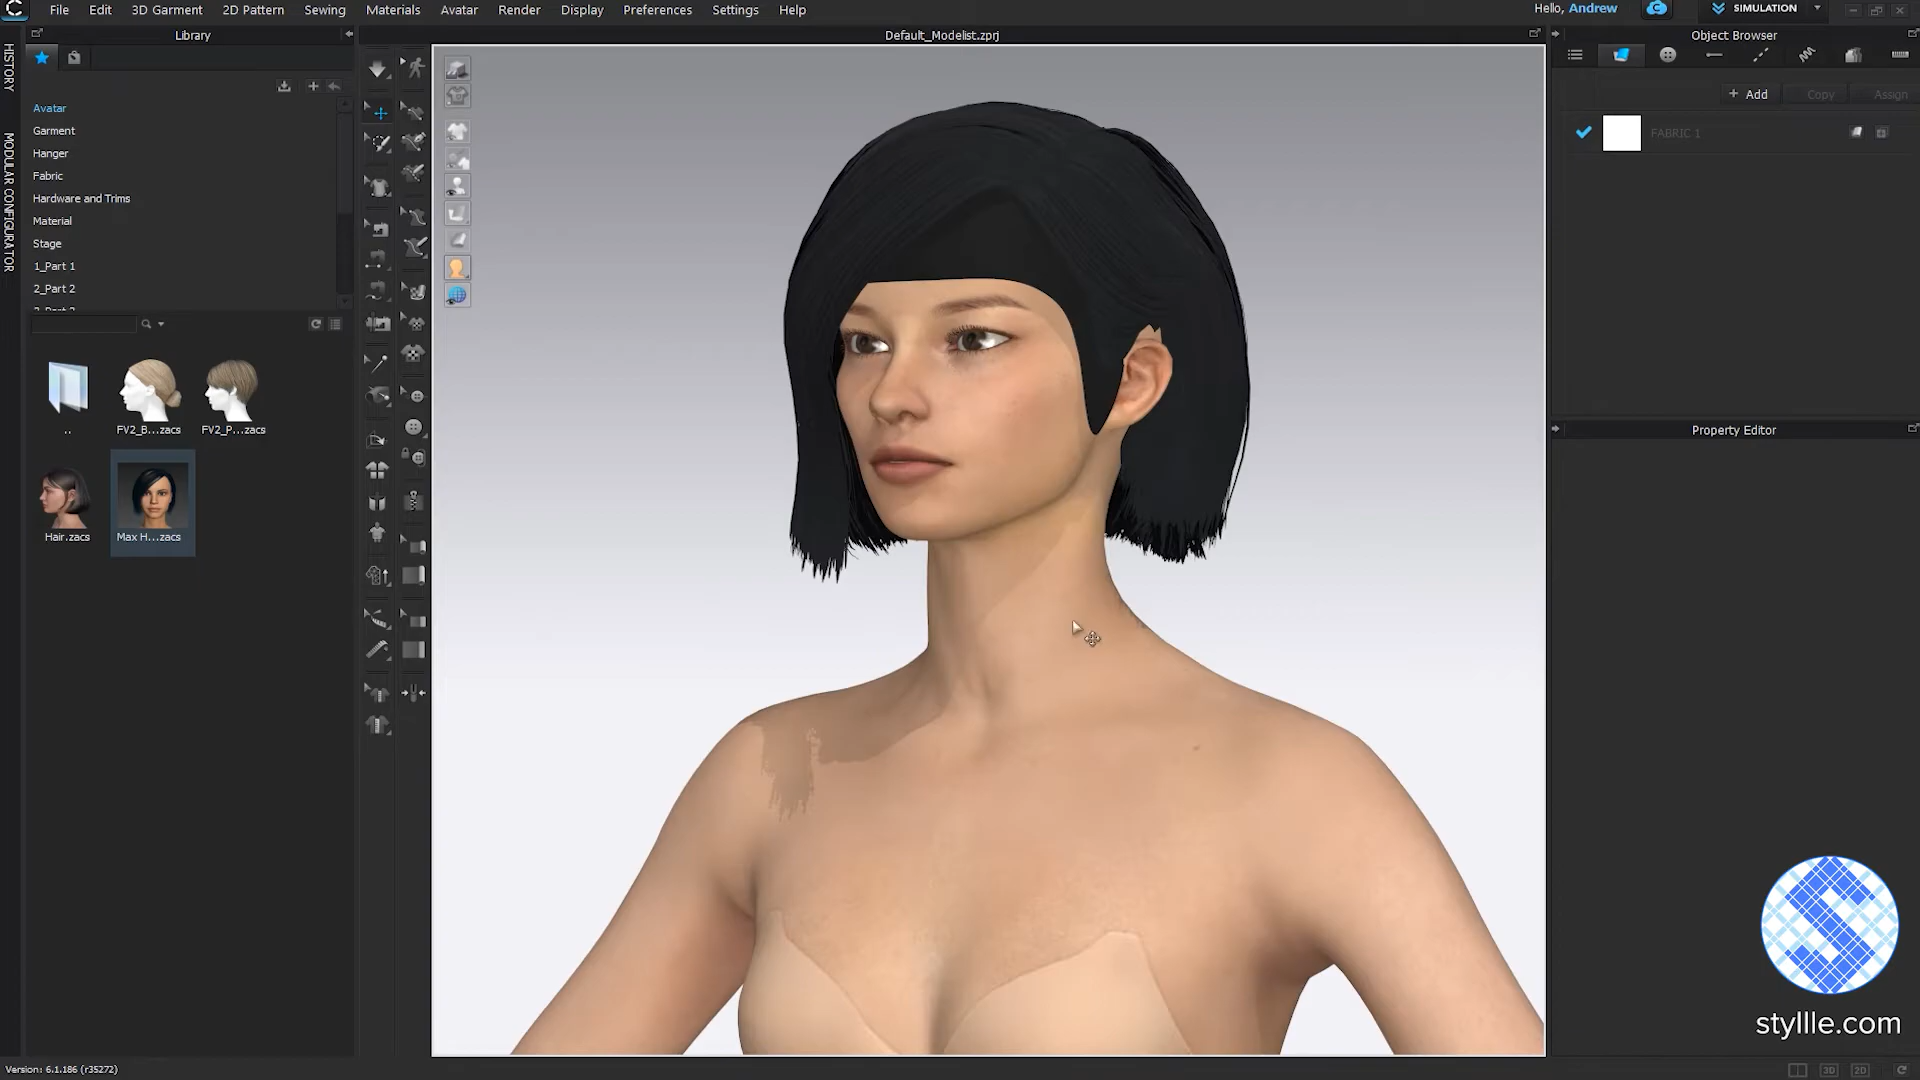 File Edit 3D Garment 2D Pattern Sewing Materials Avatar Render Display Preferences Settings Help
Hello, Andrew
SIMULATION
HISTORY
MODULAR CONFIGURATOR
Library
Default_Modelist.zprj
Object Browser
+ Add Copy Assign
FABRIC 1
Avatar
Garment
Hanger
Fabric
Hardware and Trims
Material
Stage
1_Part 1
2_Part 2
..
FV2_B...zacs
FV2_P...zacs
Hair.zacs
Max H...zacs
Property Editor
styllle.com
Version: 6.1.186 (r35272)
3D
2D